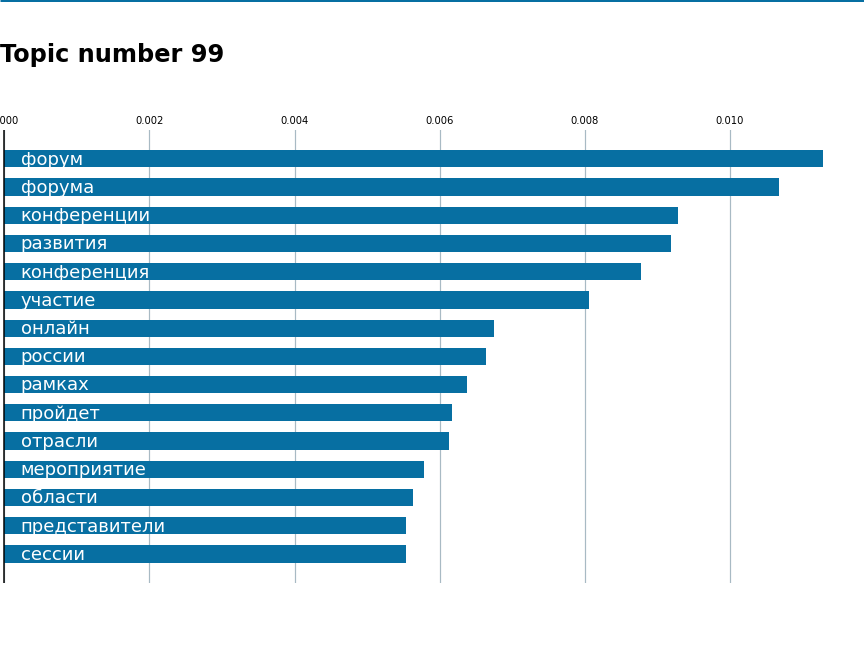 Topic number 99
.000 0.002 0.004 0.006 0.008 0.010
форум
форума
конференции
развития
конференция
участие
онлайн
россии
рамках
пройдет
отрасли
мероприятие
области
представители
сессии